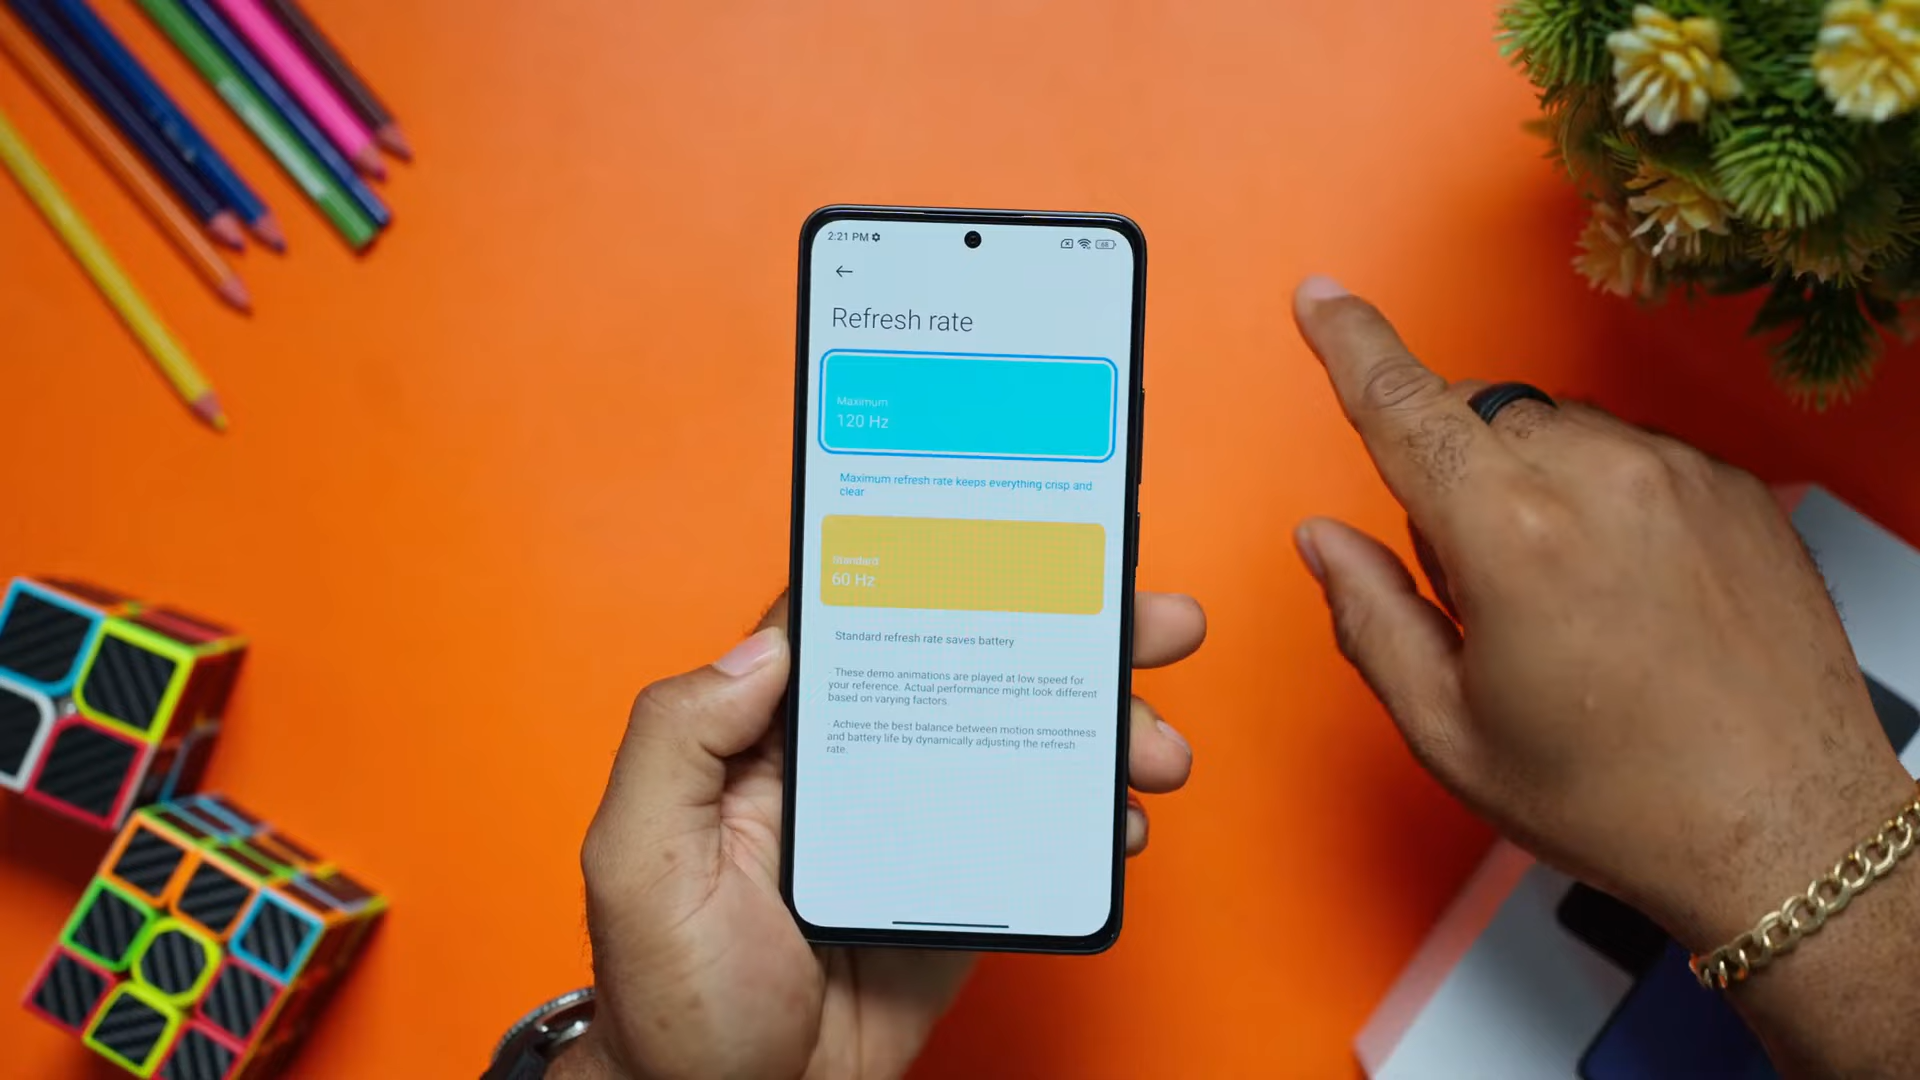 2:21 PM
68
Refresh rate
Maximum
120 Hz
Maximum refresh rate keeps everything crisp and
clear
Standard
60 Hz
Standard refresh rate saves battery
- These demo animations are played at low speed for
your reference. Actual performance might look different
based on varying factors.
- Achieve the best balance between motion smoothness
and battery life by dynamically adjusting the refresh
rate.